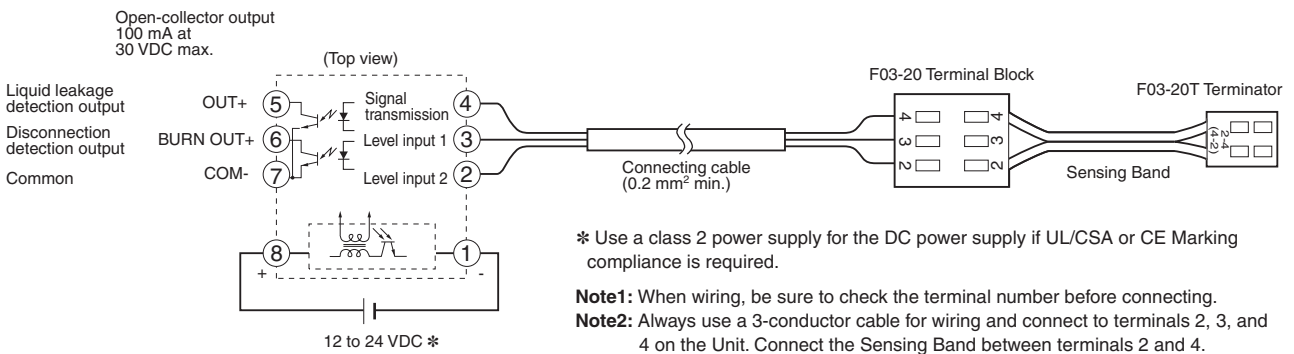 Open-collector output
100 mA at
30 VDC max.
(Top view)
Liquid leakage
detection output
OUT+
5
Signal
transmission
4
Disconnection
detection output
BURN OUT+
6
Level input 1
3
Common
COM-
7
Level input 2
2
8
1
+
-
12 to 24 VDC ✻
Connecting cable
(0.2 mm² min.)
F03-20 Terminal Block
4
4
3
3
2
2
Sensing Band
F03-20T Terminator
2-4
(4-2)
✻ Use a class 2 power supply for the DC power supply if UL/CSA or CE Marking
compliance is required.
Note1: When wiring, be sure to check the terminal number before connecting.
Note2: Always use a 3-conductor cable for wiring and connect to terminals 2, 3, and
4 on the Unit. Connect the Sensing Band between terminals 2 and 4.